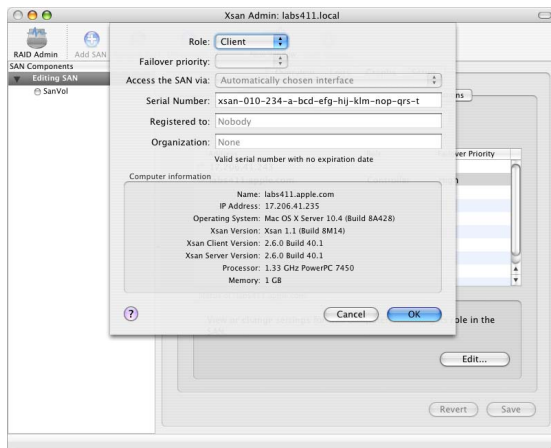 Xsan Admin: labs411.local
RAID Admin
Add SAN
SAN Components
Editing SAN
SanVol
Role: Client
Failover priority:
Access the SAN via: Automatically chosen interface
Serial Number: xsan-010-234-a-bcd-efg-hij-klm-nop-qrs-t
Registered to: Nobody
Organization: None
Valid serial number with no expiration date
Computer information
Name: labs411.apple.com
IP Address: 17.206.41.235
Operating System: Mac OS X Server 10.4 (Build 8A428)
Xsan Version: Xsan 1.1 (Build 8M14)
Xsan Client Version: 2.6.0 Build 40.1
Xsan Server Version: 2.6.0 Build 40.1
Processor: 1.33 GHz PowerPC 7450
Memory: 1 GB
?
Cancel
OK
ns
ver Priority
ble in the
Edit...
Revert
Save